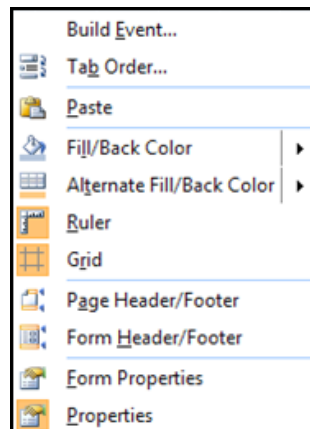 Build Event...
Tab Order...
Paste
Fill/Back Color
Alternate Fill/Back Color
Ruler
Grid
Page Header/Footer
Form Header/Footer
Form Properties
Properties